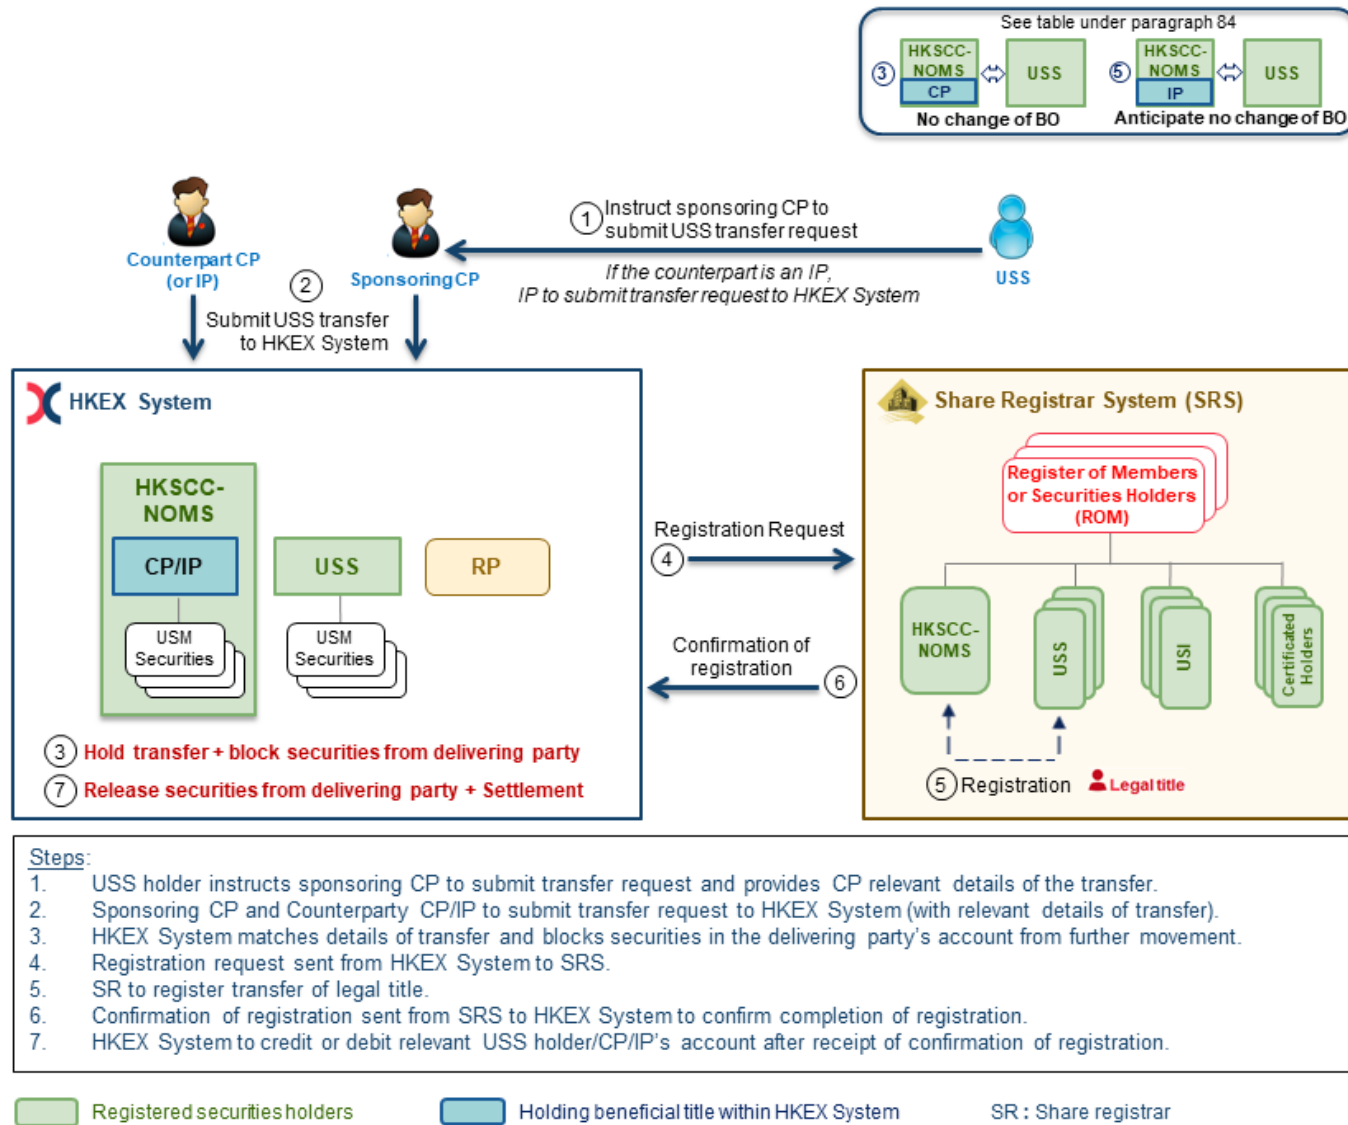 See table under paragraph 84
3
HKSCC-
NOMS
CP
USS
5
HKSCC-
NOMS
IP
USS
No change of BO
Anticipate no change of BO
1
Instruct sponsoring CP to
submit USS transfer request
If the counterpart is an IP,
IP to submit transfer request to HKEX System
USS
Counterpart CP
(or IP)
Sponsoring CP
2
Submit USS transfer
to HKEX System
HKEX System
HKSCC-
NOMS
CP/IP
USM
Securities
USS
USM
Securities
RP
3 Hold transfer + block securities from delivering party
7 Release securities from delivering party + Settlement
Registration Request
4
Confirmation of
registration
6
Share Registrar System (SRS)
Register of Members
or Securities Holders
(ROM)
HKSCC-
NOMS
USS
USI
Certificated
Holders
5 Registration
Legal title
Steps:
1. USS holder instructs sponsoring CP to submit transfer request and provides CP relevant details of the transfer.
2. Sponsoring CP and Counterparty CP/IP to submit transfer request to HKEX System (with relevant details of transfer).
3. HKEX System matches details of transfer and blocks securities in the delivering party's account from further movement.
4. Registration request sent from HKEX System to SRS.
5. SR to register transfer of legal title.
6. Confirmation of registration sent from SRS to HKEX System to confirm completion of registration.
7. HKEX System to credit or debit relevant USS holder/CP/IP's account after receipt of confirmation of registration.
Registered securities holders
Holding beneficial title within HKEX System
SR : Share registrar